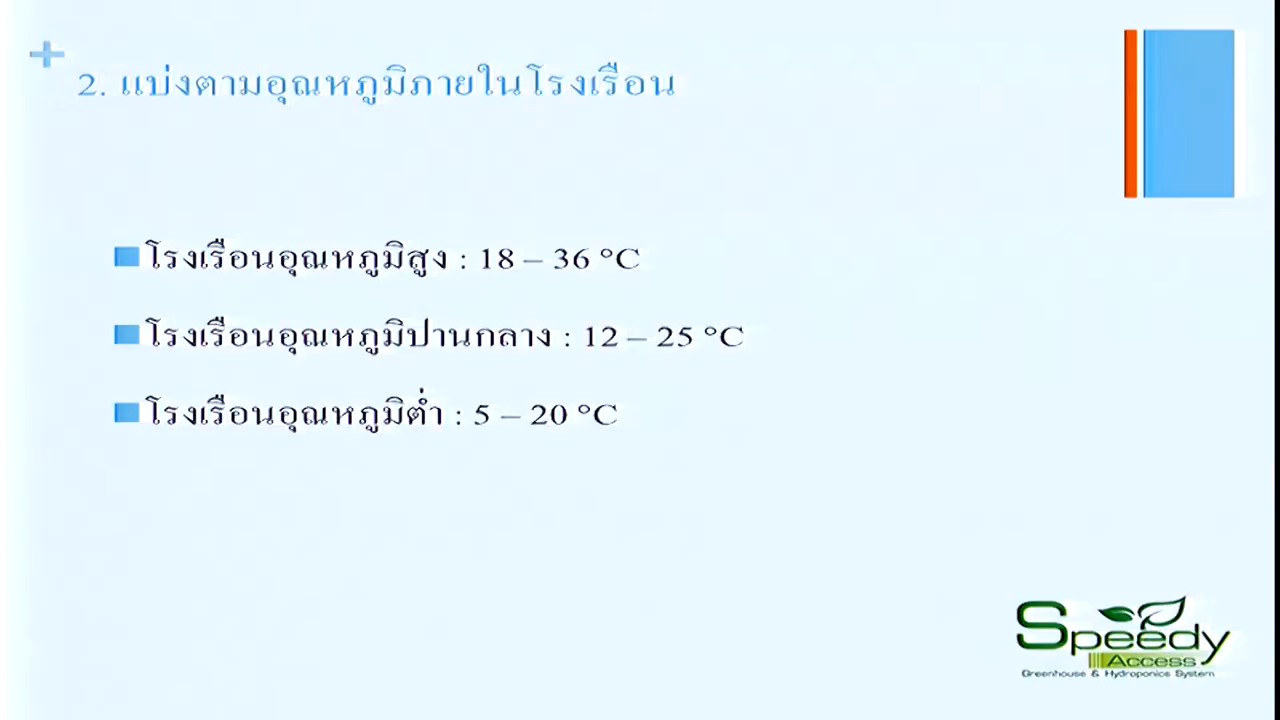 2. แบ่งตามอุณหภูมิภายในโรงเรือน
โรงเรือนอุณหภูมิสูง : 18 – 36 °C
โรงเรือนอุณหภูมิปานกลาง : 12 – 25 °C
โรงเรือนอุณหภูมิต่ำ : 5 – 20 °C
Speedy
Access
Greenhouse & Hydroponics System